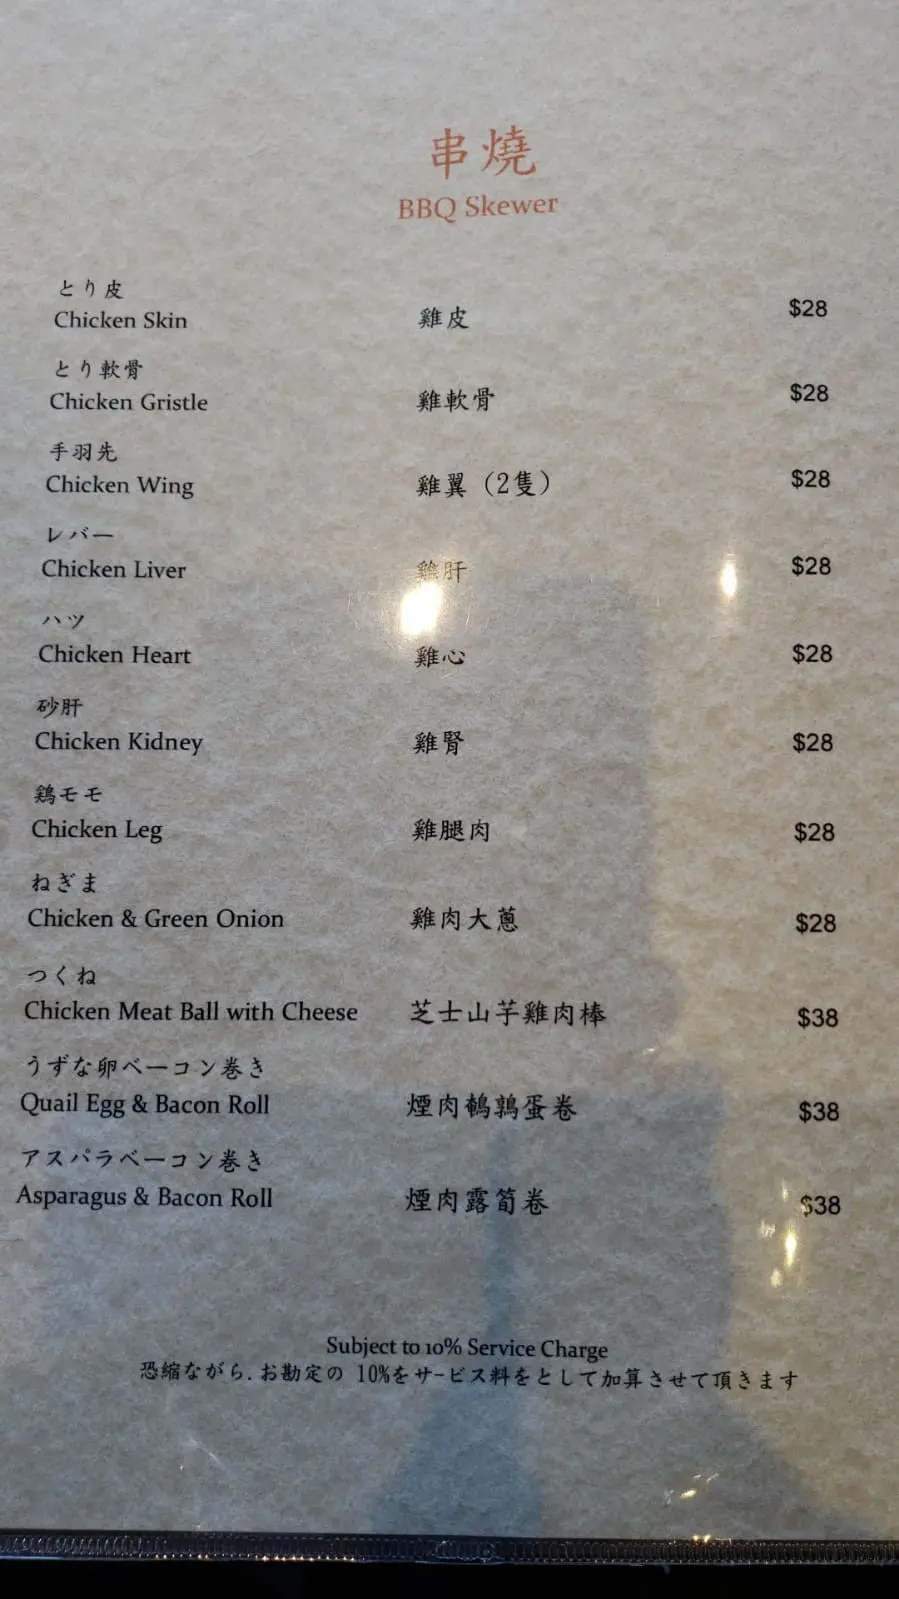 串燒
BBQ Skewer
とり皮
Chicken Skin 雞皮 $28
とり軟骨
Chicken Gristle 雞軟骨 $28
手羽先
Chicken Wing 雞翼（2隻） $28
レバー
Chicken Liver 雞肝 $28
ハツ
Chicken Heart 雞心 $28
砂肝
Chicken Kidney 雞腎 $28
鶏モモ
Chicken Leg 雞腿肉 $28
ねぎま
Chicken & Green Onion 雞肉大蔥 $28
つくね
Chicken Meat Ball with Cheese 芝士山芋雞肉棒 $38
うずな卵ベーコン巻き
Quail Egg & Bacon Roll 煙肉鵪鶉蛋卷 $38
アスパラベーコン巻き
Asparagus & Bacon Roll 煙肉露筍卷 $38
Subject to 10% Service Charge
恐縮ながら.お勘定の 10%をサービス料をとして加算させて頂きます